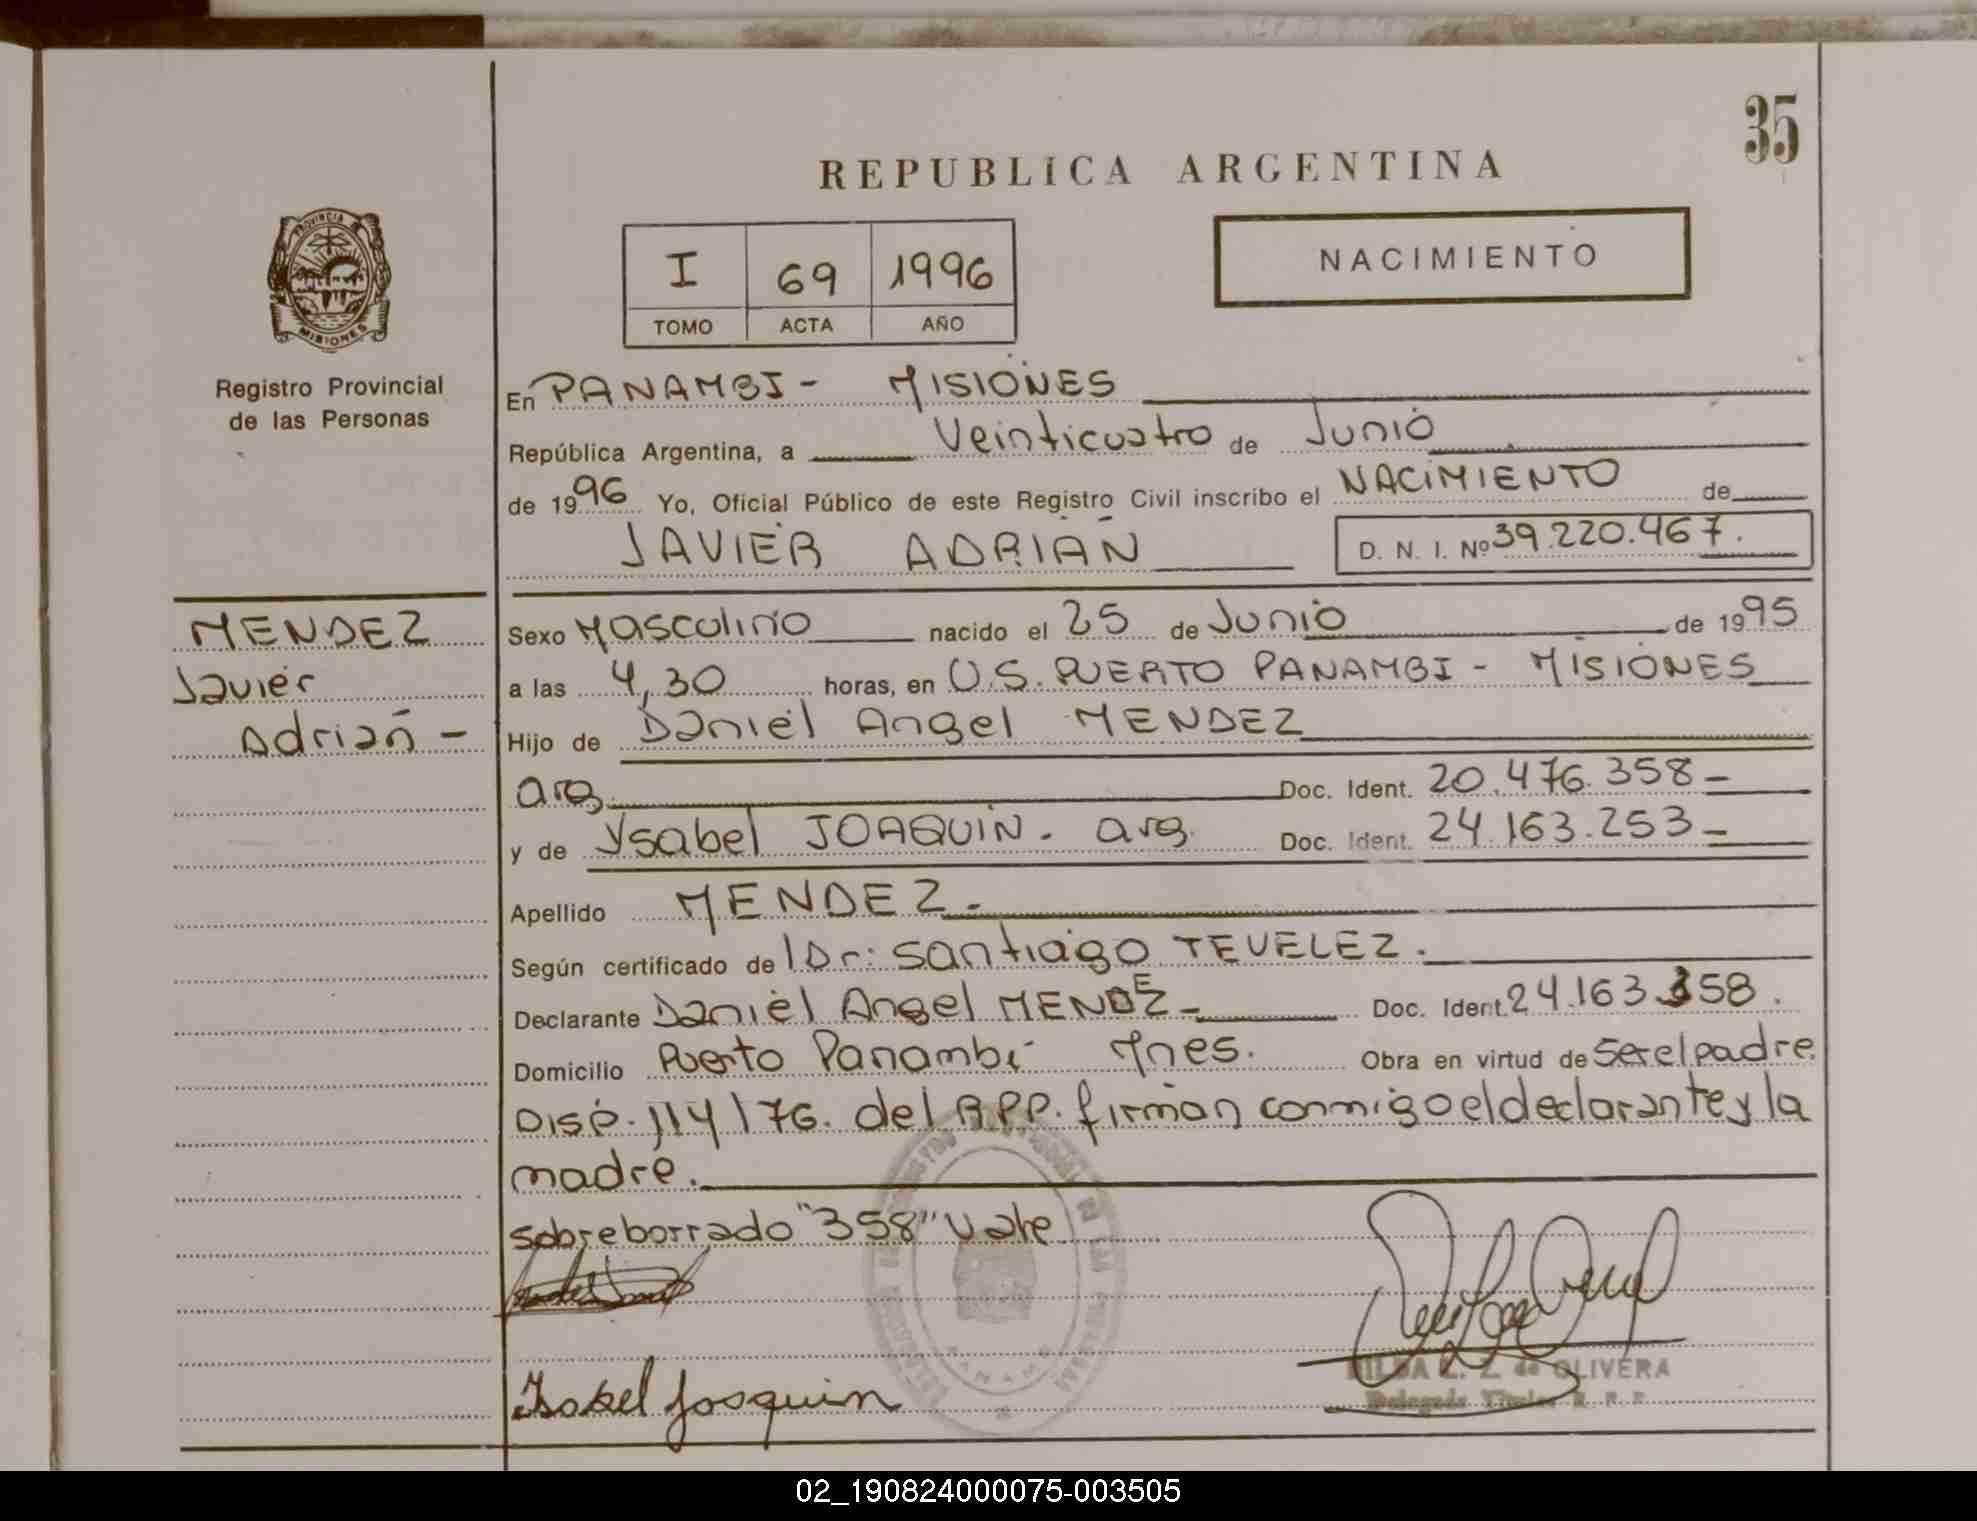 35
REPUBLICA ARGENTINA
PROVINCIA DE
MISIONES
Registro Provincial
de las Personas
I 69 1996
TOMO ACTA AÑO
NACIMIENTO
En PANAMBI - MISIONES
República Argentina, a Veinticuatro de Junio
de 1996 Yo, Oficial Público de este Registro Civil inscribo el NACIMIENTO de
JAVIER ADRIAN D. N. I. Nº 39.220.467.
MENDEZ
Javier
Adrian -
Sexo Masculino nacido el 25 de Junio de 1995
a las 4,30 horas, en U.S. PUERTO PANAMBI - MISIONES
Hijo de Daniel Angel MENDEZ
arg. Doc. Ident. 20.476.358 -
y de Ysabel JOAQUIN. arg. Doc. Ident. 24.163.253 -
Apellido MENDEZ.
Según certificado de l Dr: Santiago TEVELEZ.
Declarante Daniel Angel MENDEZ - Doc. Ident. 24.163.358.
Domicilio Puerto Panambi Mnes. Obra en virtud de Ser el padre.
Disp. 114/76. del R.P.P. firman conmigo el declarante y la
madre.
sobreborrado "358" Vale
Isabel Joaquin
HILDA L. Z. de OLIVERA
Delegada Titular R. P. P.
02_190824000075-003505